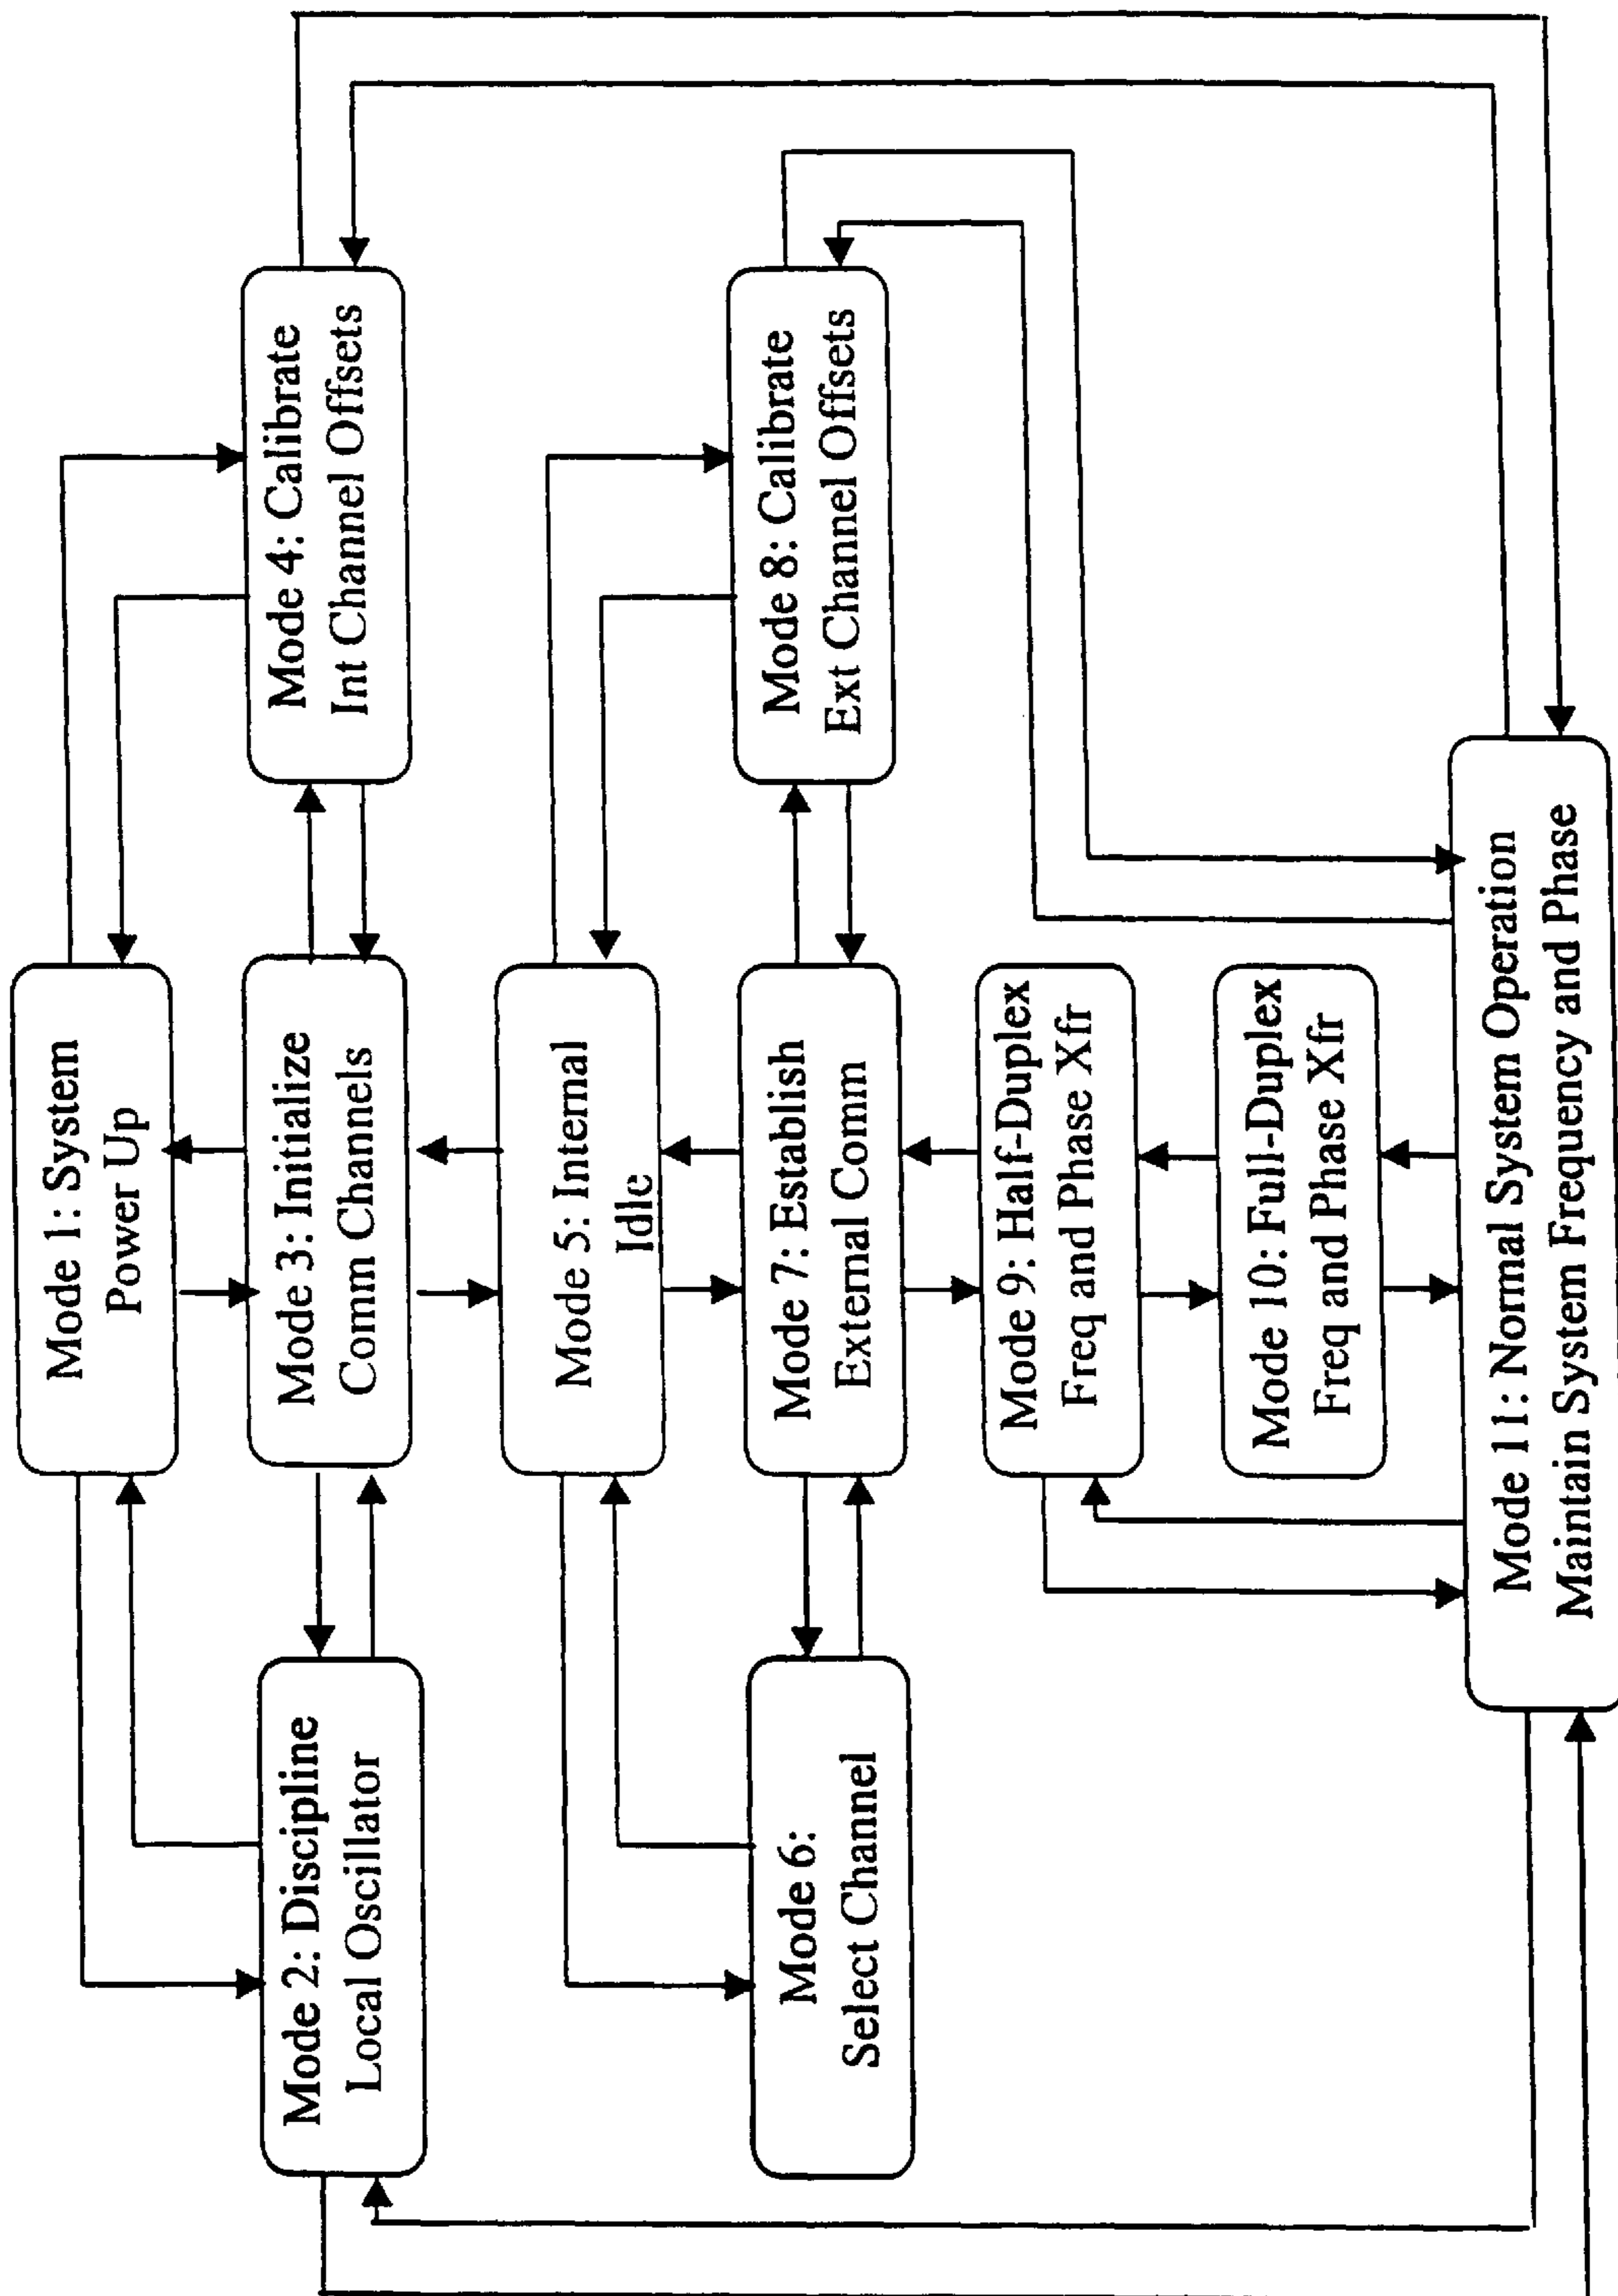 Mode 1: System
Power Up
Mode 2: Discipline
Local Oscillator
Mode 3: Initialize
Comm Channels
Mode 4: Calibrate
Int Channel Offsets
Mode 5: Internal
Idle
Mode 6:
Select Channel
Mode 7: Establish
External Comm
Mode 8: Calibrate
Ext Channel Offsets
Mode 9: Half-Duplex
Freq and Phase Xfr
Mode 10: Full-Duplex
Freq and Phase Xfr
Mode 11: Normal System Operation
Maintain System Frequency and Phase